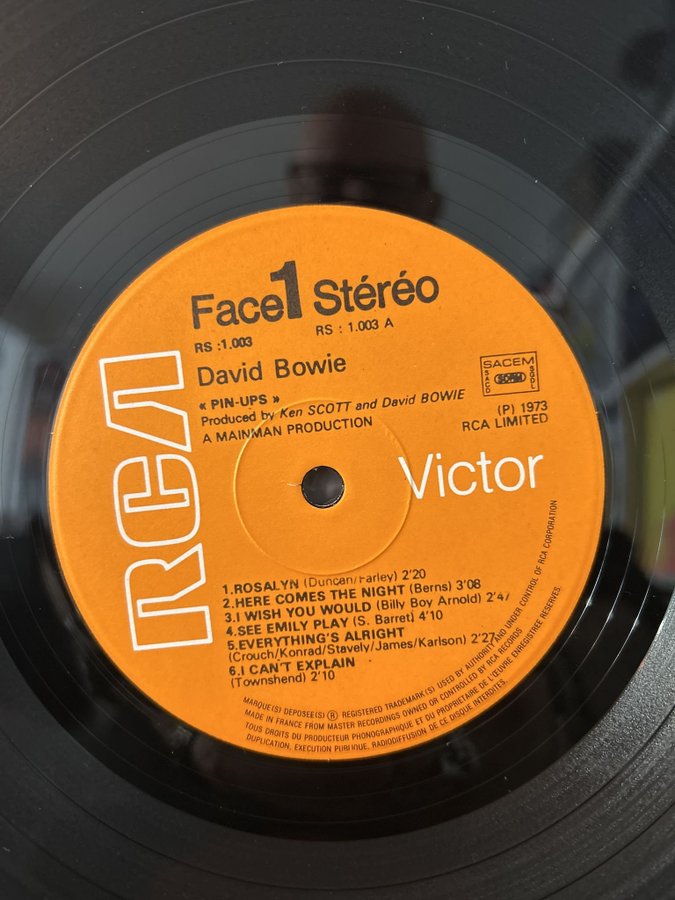 Face 1 Stéréo
RS :1.003
RS : 1.003 A
David Bowie
« PIN-UPS »
Produced by Ken SCOTT and David BOWIE
A MAINMAN PRODUCTION
SACEM
SACD
SDRM
SGDL
(P) 1973
RCA LIMITED
RCA
Victor
1.ROSALYN (Duncan/Farley) 2'20
2.HERE COMES THE NIGHT (Berns) 3'08
3.I WISH YOU WOULD (Billy Boy Arnold) 2'47
4.SEE EMILY PLAY (S. Barret) 4'10
5.EVERYTHING'S ALRIGHT
(Crouch/Konrad/Stavely/James/Karlson) 2'27
6.I CAN'T EXPLAIN
(Townshend) 2'10
MARQUE(S) DEPOSEE(S) ® REGISTERED TRADEMARK(S) USED BY AUTHORITY AND UNDER CONTROL OF RCA CORPORATION
MADE IN FRANCE FROM MASTER RECORDINGS OWNED OR CONTROLLED BY RCA RECORDS
TOUS DROITS DU PRODUCTEUR PHONOGRAPHIQUE ET DU PROPRIETAIRE DE L'ŒUVRE ENREGISTREE RESERVES.
DUPLICATION, EXECUTION PUBLIQUE, RADIODIFFUSION DE CE DISQUE INTERDITES.